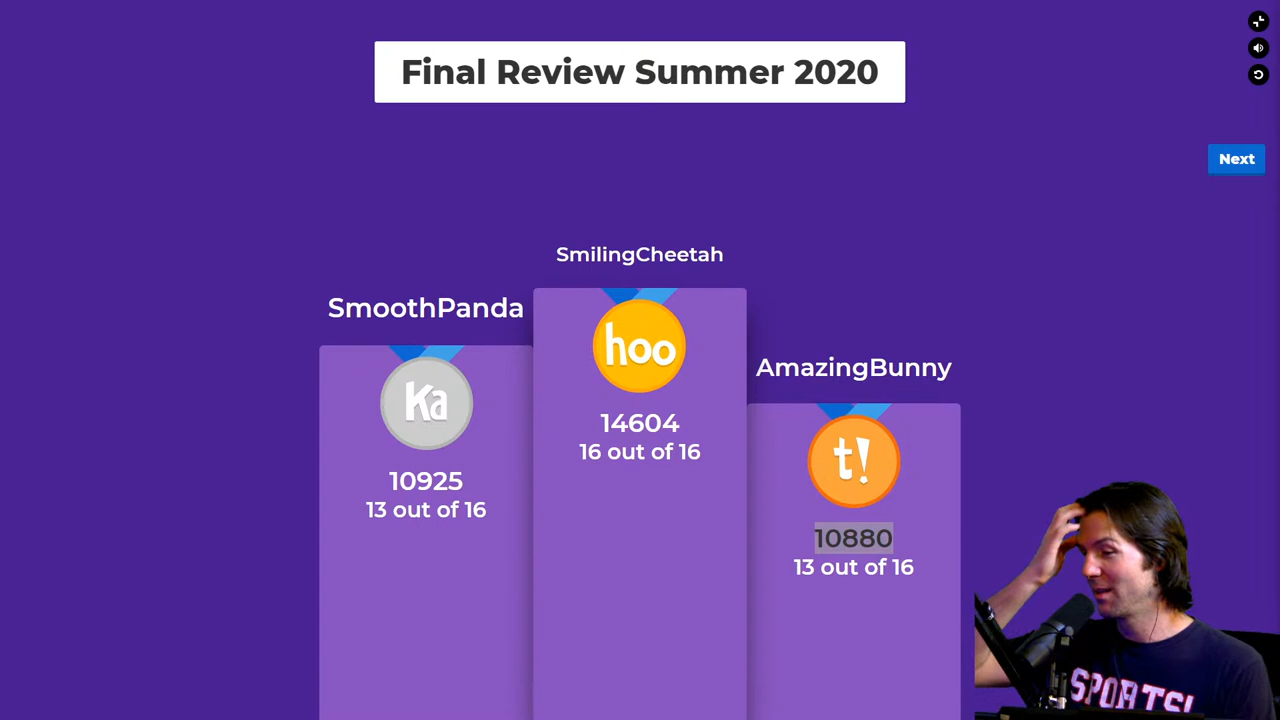 Final Review Summer 2020
Next
SmilingCheetah
SmoothPanda
AmazingBunny
hoo
Ka
t!
14604
16 out of 16
10925
13 out of 16
10880
13 out of 16
SPORTS!